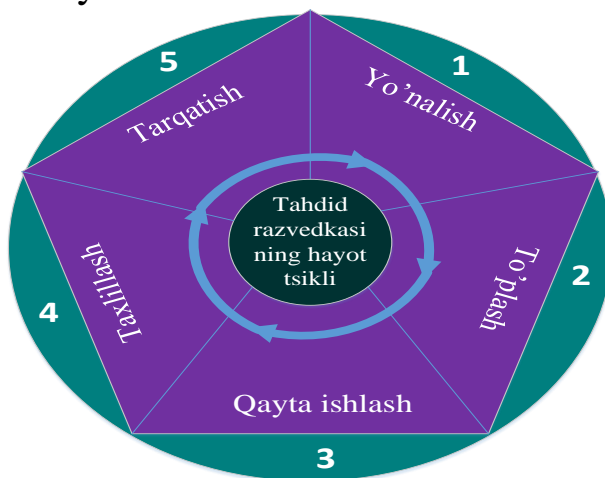 5
1
Tarqatish
Yo’nalish
Tahdid
razvedkasi
ning hayot
tsikli
4
Taxlillash
To’plash
2
Qayta ishlash
3